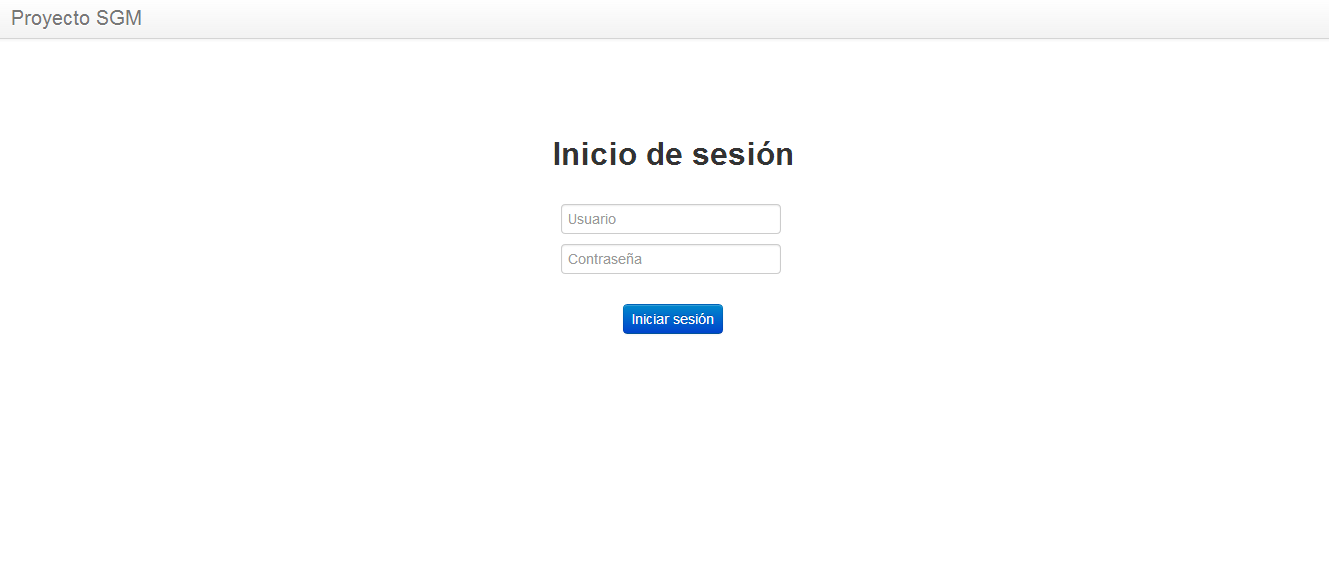 Proyecto SGM
Inicio de sesión
Usuario
Contraseña
Iniciar sesión